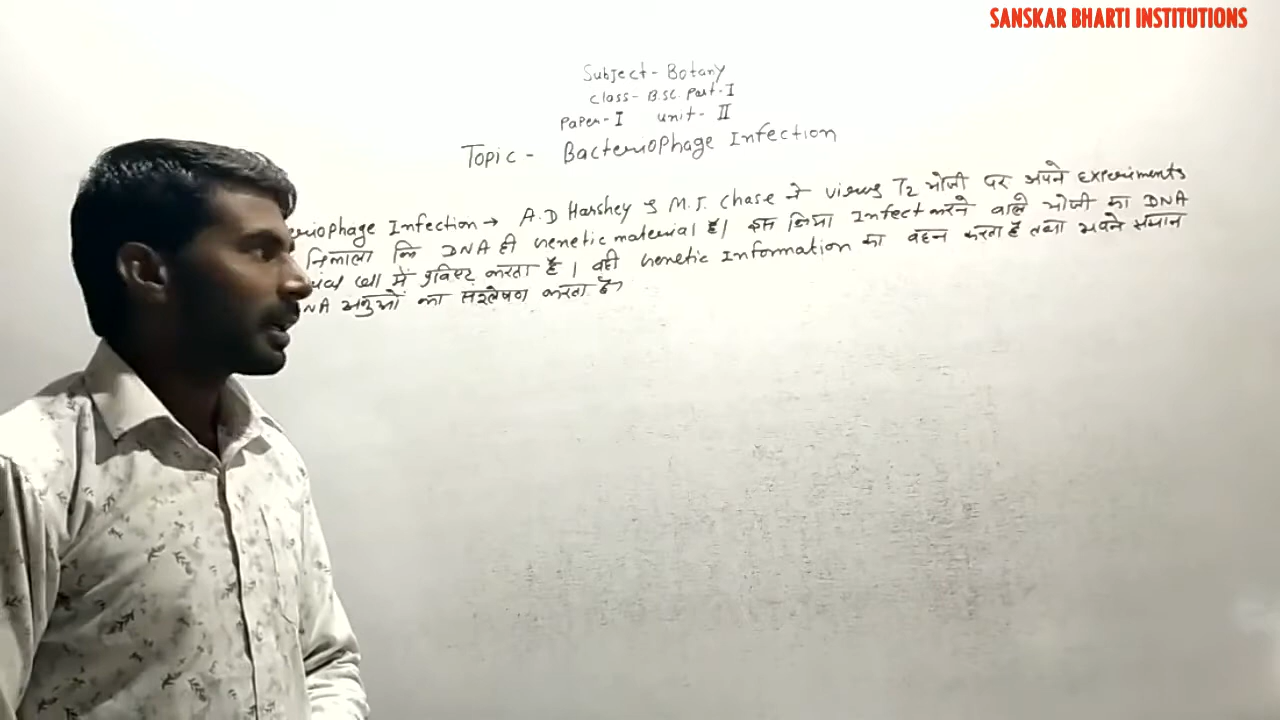 SANSKAR BHARTI INSTITUTIONS
Subject - Botany
Class - B.SC. Part - I
Paper - I Unit - II
Topic - Bacteriophage Infection
eriophage Infection → A.D Harshey & M.J. Chase ने T2 भोजी पर अपने Experiments
निकाला कि DNA ही Genetic material है। इस क्रिया Infect करने वाले भोजी का DNA
cell में प्रविष्ट करता है। वही Genetic Information का वहन करता है तथा अपने समान
NA अणुओं का संश्लेषण करता है।